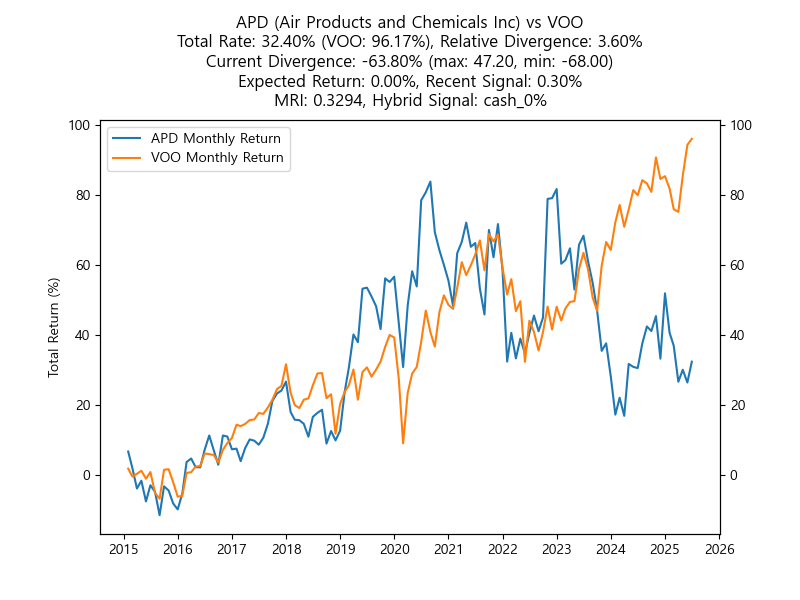 APD (Air Products and Chemicals Inc) vs VOO
Total Rate: 32.40% (VOO: 96.17%), Relative Divergence: 3.60%
Current Divergence: -63.80% (max: 47.20, min: -68.00)
Expected Return: 0.00%, Recent Signal: 0.30%
MRI: 0.3294, Hybrid Signal: cash_0%
APD Monthly Return
VOO Monthly Return
Total Return (%)
100
80
60
40
20
0
100
80
60
40
20
0
2015 2016 2017 2018 2019 2020 2021 2022 2023 2024 2025 2026